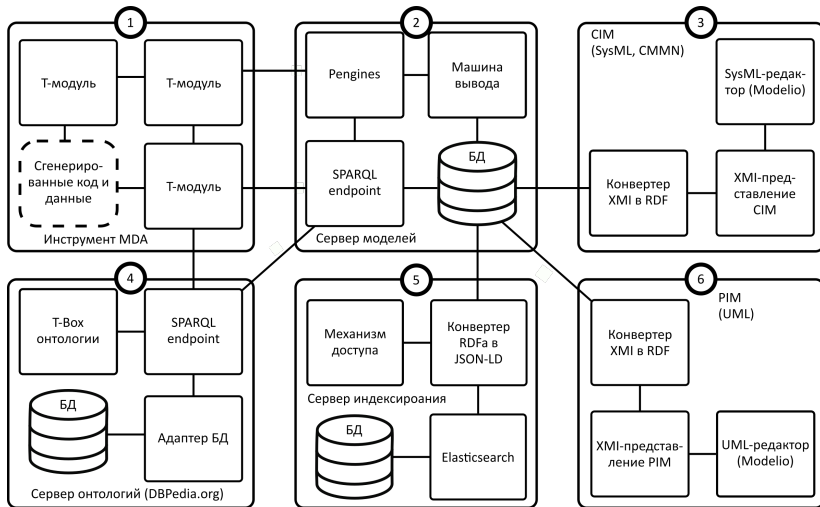 1
Т-модуль
Т-модуль
Сгенериро-
ванные код и
данные
Т-модуль
Инструмент MDA
2
Pengines
Машина
вывода
SPARQL
endpoint
БД
Сервер моделей
3
CIM
(SysML, CMMN)
SysML-редак-
тор (Modelio)
Конвертер
XMI в RDF
XMI-пред-
ставление
CIM
4
T-Box
онтологии
SPARQL
endpoint
БД
Адаптер БД
Сервер онтологий (DBPedia.org)
5
Механизм
доступа
Конвертер
RDFa в
JSON-LD
Сервер индексироания
БД
Elasticsearch
6
PIM
(UML)
Конвертер
XMI в RDF
XMI-представ-
ление PIM
UML-редактор
(Modelio)